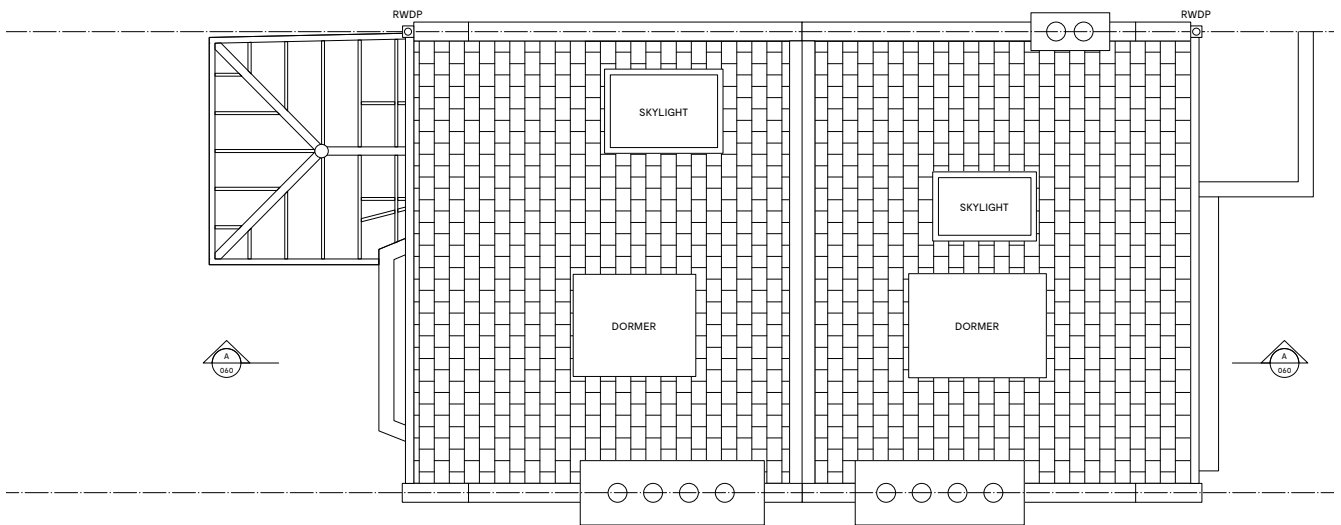 RWDP
RWDP
SKYLIGHT
SKYLIGHT
DORMER
DORMER
A
060
A
060